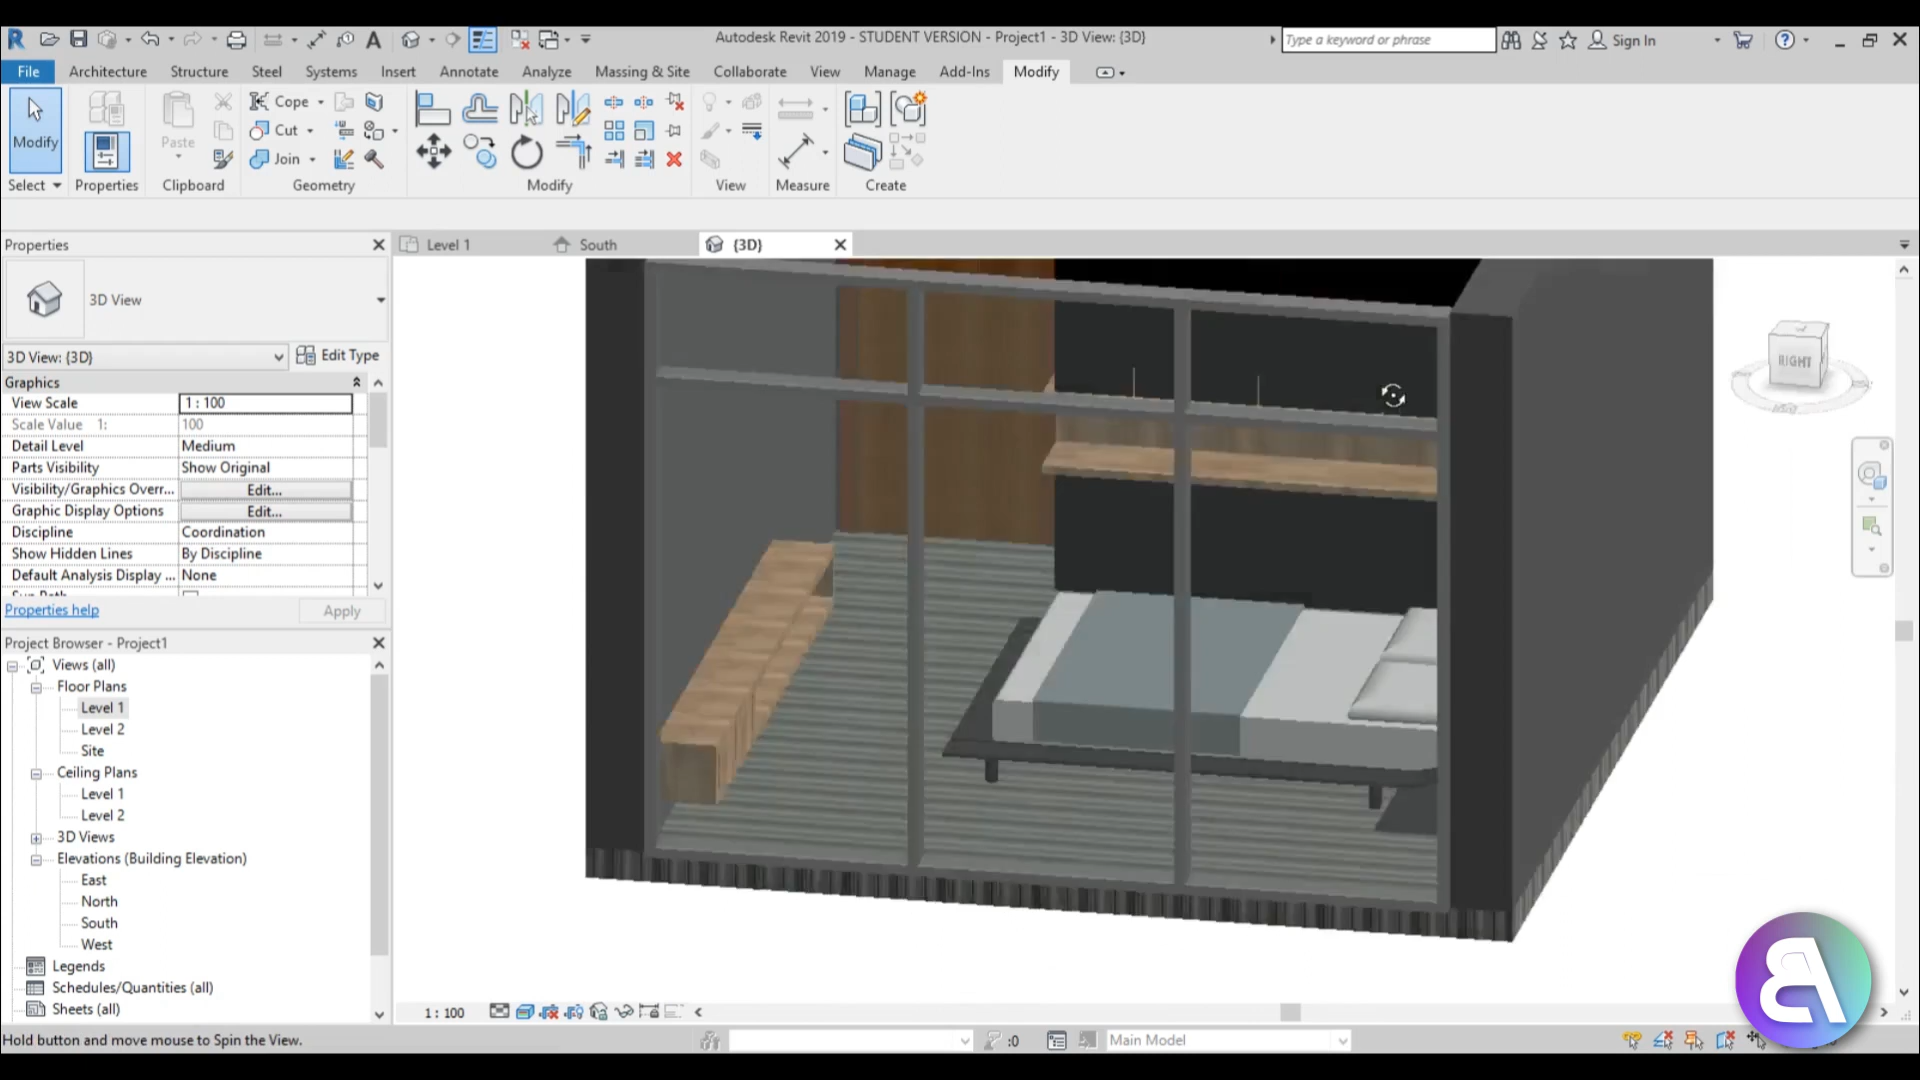 Autodesk Revit 2019 - STUDENT VERSION - Project1 - 3D View: {3D}
Type a keyword or phrase
Sign In
File Architecture Structure Steel Systems Insert Annotate Analyze Massing & Site Collaborate View Manage Add-Ins Modify
Modify
Paste
Cope
Cut
Join
Select Properties Clipboard Geometry Modify View Measure Create
Properties
Level 1
South
{3D}
3D View
3D View: {3D}
Edit Type
Graphics
View Scale 1 : 100
Scale Value 1: 100
Detail Level Medium
Parts Visibility Show Original
Visibility/Graphics Overr... Edit...
Graphic Display Options Edit...
Discipline Coordination
Show Hidden Lines By Discipline
Default Analysis Display ... None
Properties help
Apply
Project Browser - Project1
Views (all)
Floor Plans
Level 1
Level 2
Site
Ceiling Plans
Level 1
Level 2
3D Views
Elevations (Building Elevation)
East
North
South
West
Legends
Schedules/Quantities (all)
Sheets (all)
RIGHT
1 : 100
Hold button and move mouse to Spin the View.
:0
Main Model